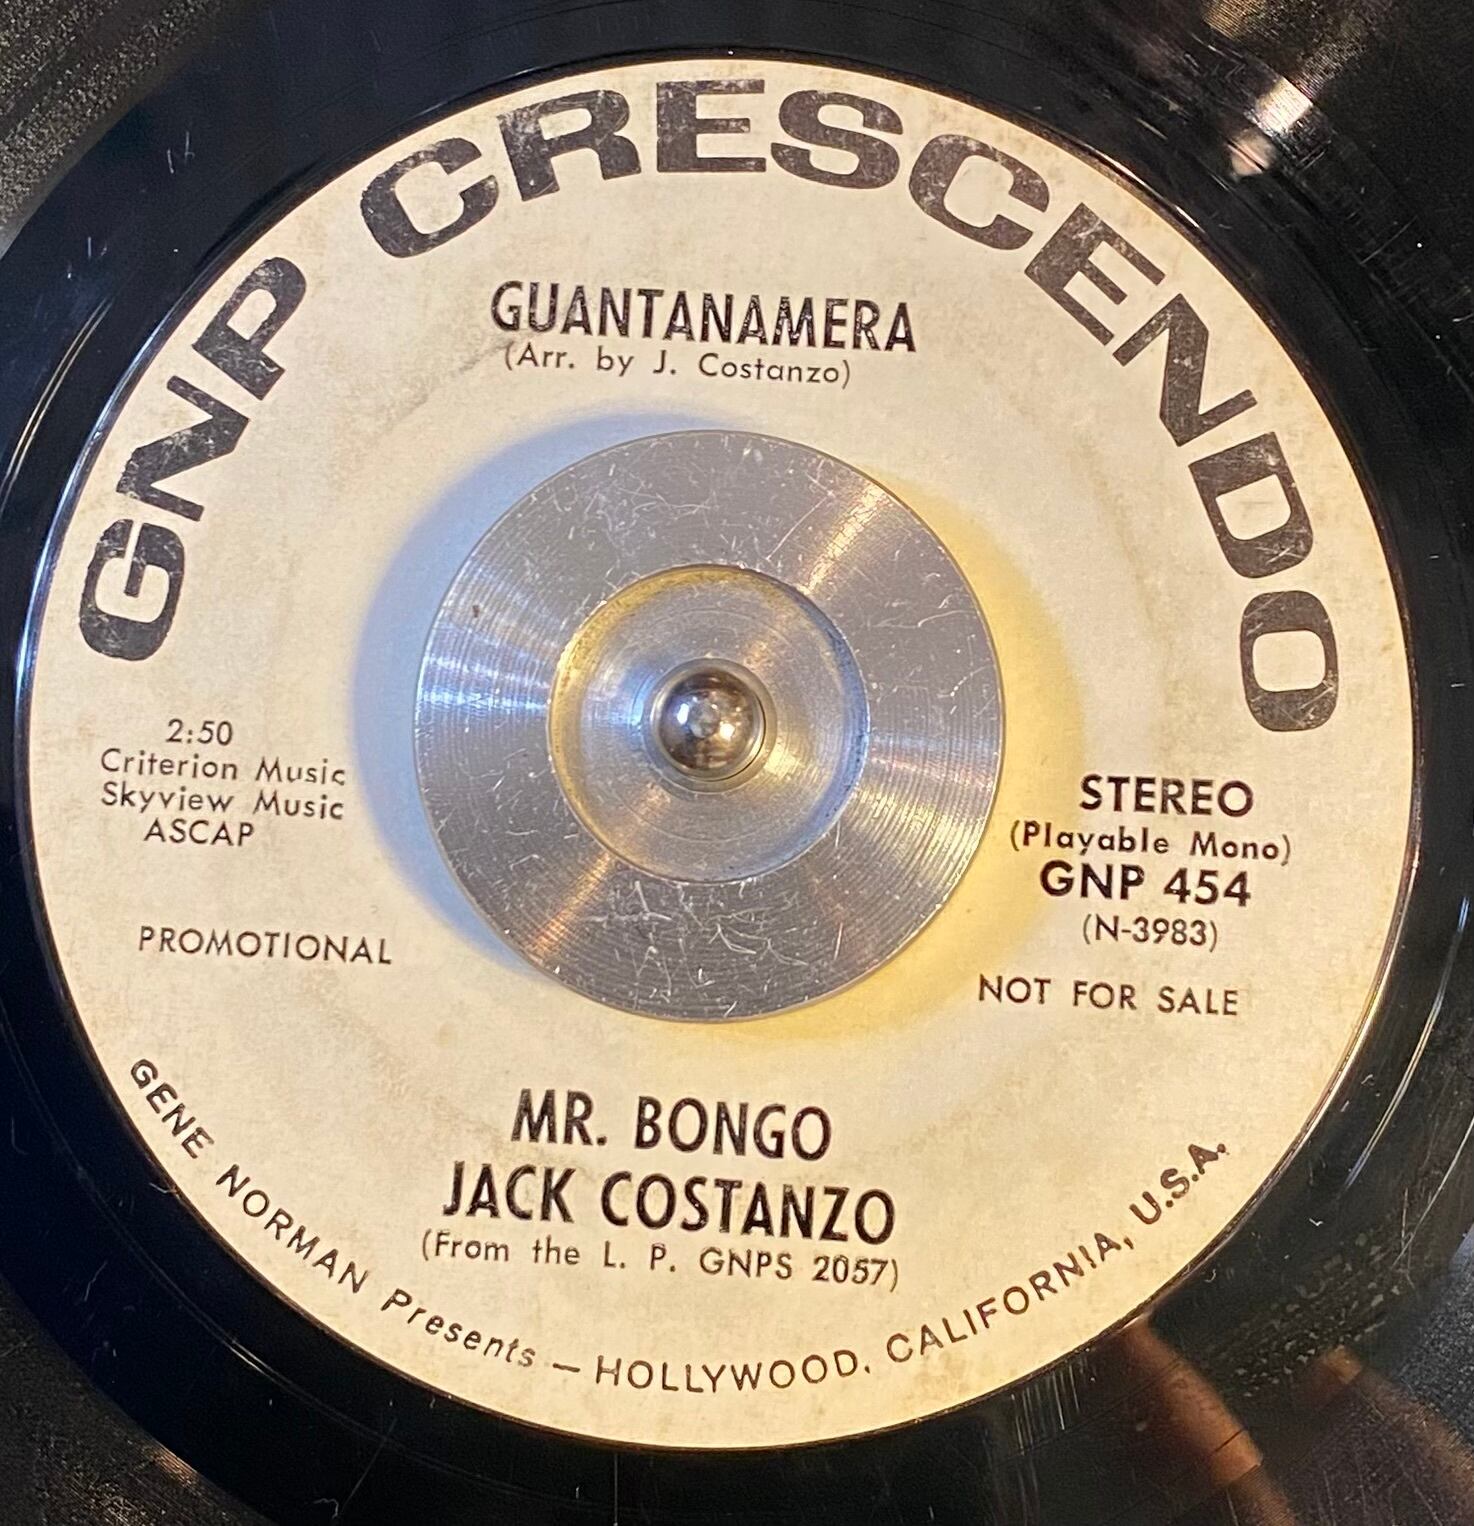 GNP CRESCENDO
GUANTANAMERA
(Arr. by J. Costanzo)
2:50
Criterion Music
Skyview Music
ASCAP
PROMOTIONAL
STEREO
(Playable Mono)
GNP 454
(N-3983)
NOT FOR SALE
MR. BONGO
JACK COSTANZO
(From the L. P. GNPS 2057)
GENE NORMAN Presents — HOLLYWOOD, CALIFORNIA, U.S.A.